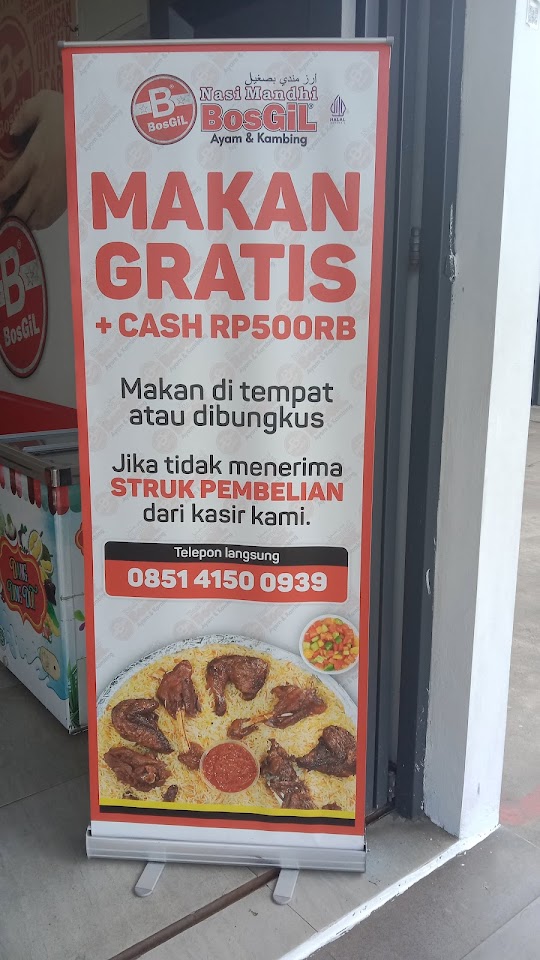 ارز مندي بصغيل
Nasi Mandhi
BosGiL®
Ayam & Kambing
B
BosGiL
HALAL
MAKAN
GRATIS
+ CASH RP500RB
Makan di tempat
atau dibungkus
Jika tidak menerima
STRUK PEMBELIAN
dari kasir kami.
Telepon langsung
0851 4150 0939
B
BosGiL